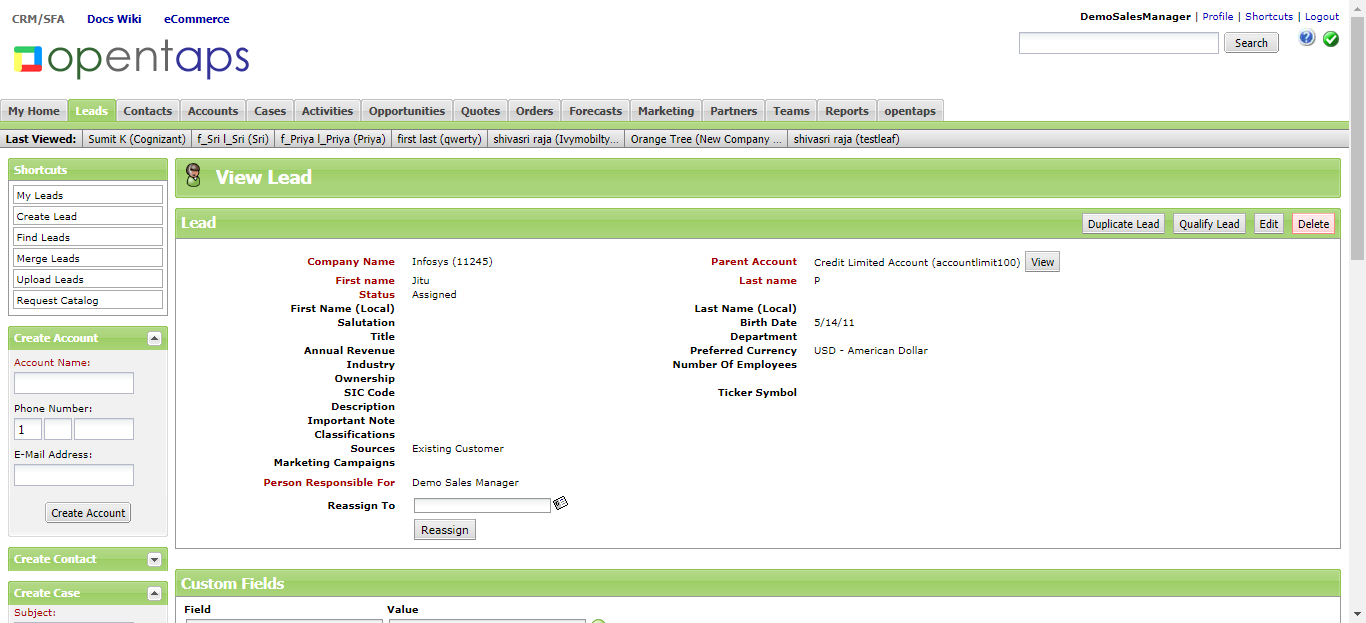 CRM/SFA Docs Wiki eCommerce
DemoSalesManager | Profile | Shortcuts | Logout
opentaps
Search
My Home Leads Contacts Accounts Cases Activities Opportunities Quotes Orders Forecasts Marketing Partners Teams Reports opentaps
Last Viewed: Sumit K (Cognizant) f_Sri l_Sri (Sri) f_Priya l_Priya (Priya) first last (qwerty) shivasri raja (Ivymobilty... Orange Tree (New Company ... shivasri raja (testleaf)
Shortcuts
My Leads
Create Lead
Find Leads
Merge Leads
Upload Leads
Request Catalog
Create Account
Account Name:
Phone Number:
1
E-Mail Address:
Create Account
Create Contact
Create Case
Subject:
View Lead
Lead
Duplicate Lead Qualify Lead Edit Delete
Company Name Infosys (11245) Parent Account Credit Limited Account (accountlimit100) View
First name Jitu Last name P
Status Assigned
First Name (Local) Last Name (Local)
Salutation Birth Date 5/14/11
Title Department
Annual Revenue Preferred Currency USD - American Dollar
Industry Number Of Employees
Ownership
SIC Code Ticker Symbol
Description
Important Note
Classifications
Sources Existing Customer
Marketing Campaigns
Person Responsible For Demo Sales Manager
Reassign To
Reassign
Custom Fields
Field Value